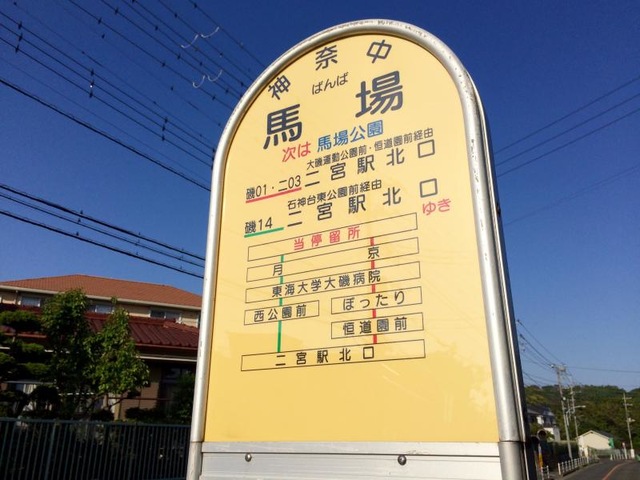 神奈中
ばんば
馬場
次は 馬場公園
大磯運動公園前・恒道園前経由
磯01・二03 二宮駅北口
石神台東公園前経由
磯14 二宮駅北口
ゆき
当停留所
月 京
東海大学大磯病院
西公園前 ぽったり
恒道園前
二宮駅北口